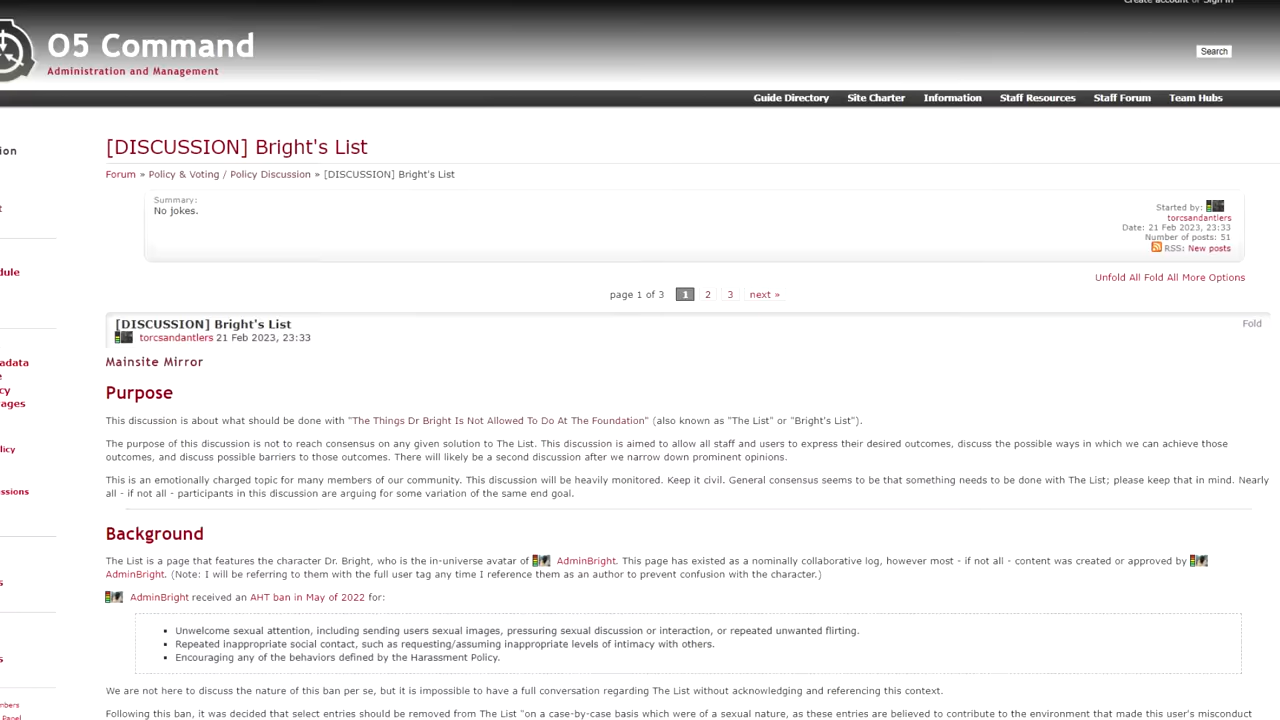 Create account or Sign in
O5 Command
Administration and Management
Search
Guide Directory Site Charter Information Staff Resources Staff Forum Team Hubs
ion
t
dule
adata
e
cy
ages
licy
ssions
s
s
mbers
Panel
[DISCUSSION] Bright's List
Forum » Policy & Voting / Policy Discussion » [DISCUSSION] Bright's List
Summary:
No jokes.
Started by:
torcsandantlers
Date: 21 Feb 2023, 23:33
Number of posts: 51
RSS: New posts
Unfold All Fold All More Options
page 1 of 3 1 2 3 next »
[DISCUSSION] Bright's List
Fold
torcsandantlers 21 Feb 2023, 23:33
Mainsite Mirror
Purpose
This discussion is about what should be done with "The Things Dr Bright Is Not Allowed To Do At The Foundation" (also known as "The List" or "Bright's List").
The purpose of this discussion is not to reach consensus on any given solution to The List. This discussion is aimed to allow all staff and users to express their desired outcomes, discuss the possible ways in which we can achieve those
outcomes, and discuss possible barriers to those outcomes. There will likely be a second discussion after we narrow down prominent opinions.
This is an emotionally charged topic for many members of our community. This discussion will be heavily monitored. Keep it civil. General consensus seems to be that something needs to be done with The List; please keep that in mind. Nearly
all - if not all - participants in this discussion are arguing for some variation of the same end goal.
Background
The List is a page that features the character Dr. Bright, who is the in-universe avatar of AdminBright. This page has existed as a nominally collaborative log, however most - if not all - content was created or approved by
AdminBright. (Note: I will be referring to them with the full user tag any time I reference them as an author to prevent confusion with the character.)
AdminBright received an AHT ban in May of 2022 for:
Unwelcome sexual attention, including sending users sexual images, pressuring sexual discussion or interaction, or repeated unwanted flirting.
Repeated inappropriate social contact, such as requesting/assuming inappropriate levels of intimacy with others.
Encouraging any of the behaviors defined by the Harassment Policy.
We are not here to discuss the nature of this ban per se, but it is impossible to have a full conversation regarding The List without acknowledging and referencing this context.
Following this ban, it was decided that select entries should be removed from The List "on a case-by-case basis which were of a sexual nature, as these entries are believed to contribute to the environment that made this user's misconduct